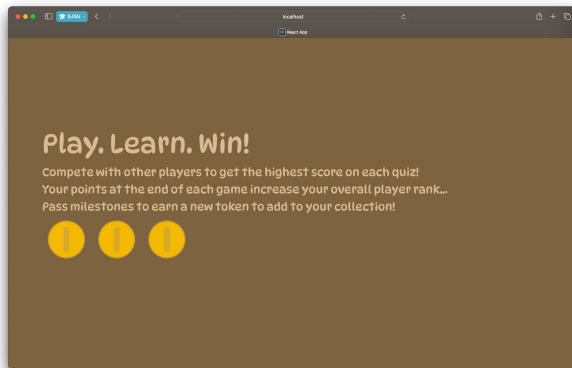 SJSU
localhost
React App
Play. Learn. Win!
Compete with other players to get the highest score on each quiz!
Your points at the end of each game increase your overall player rank...
Pass milestones to earn a new token to add to your collection!